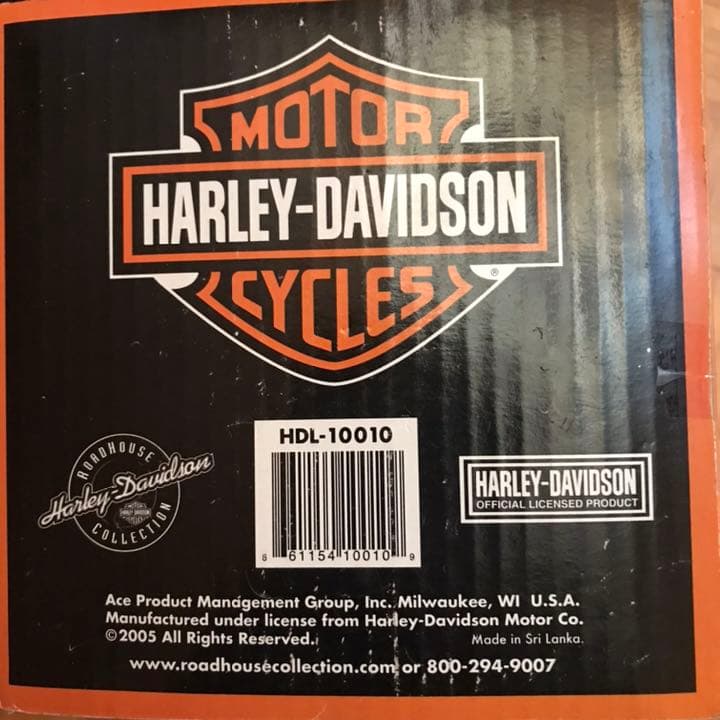 MOTOR
HARLEY-DAVIDSON
CYCLES
®
ROADHOUSE
Harley-Davidson
COLLECTION
HDL-10010
8 61154 10010 9
HARLEY-DAVIDSON
OFFICIAL LICENSED PRODUCT
Ace Product Management Group, Inc. Milwaukee, WI U.S.A.
Manufactured under license from Harley-Davidson Motor Co.
©2005 All Rights Reserved. Made in Sri Lanka.
www.roadhousecollection.com or 800-294-9007